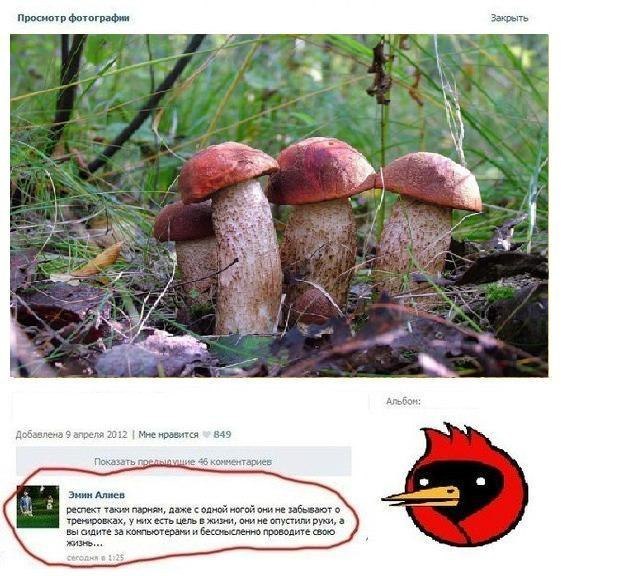 Просмотр фотографии
Закрыть
Альбом:
Добавлена 9 апреля 2012 | Мне нравится 849
Показать предыдущие 46 комментариев
Эмин Алиев
респект таким парням, даже с одной ногой они не забывают о
тренировках, у них есть цель в жизни, они не опустили руки, а
вы сидите за компьютерами и бессмысленно проводите свою
жизнь...
сегодня в 1:25